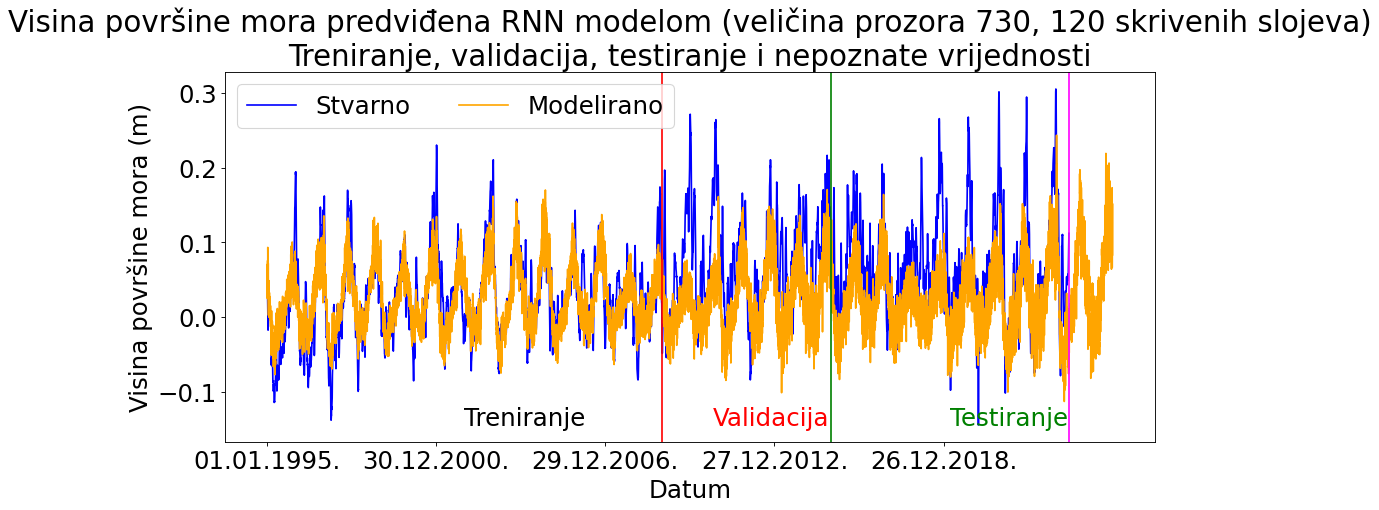 Visina površine mora predviđena RNN modelom (veličina prozora 730, 120 skrivenih slojeva)
Treniranje, validacija, testiranje i nepoznate vrijednosti
Stvarno Modelirano
Visina površine mora (m)
0.3
0.2
0.1
0.0
−0.1
Treniranje Validacija Testiranje
01.01.1995. 30.12.2000. 29.12.2006. 27.12.2012. 26.12.2018.
Datum